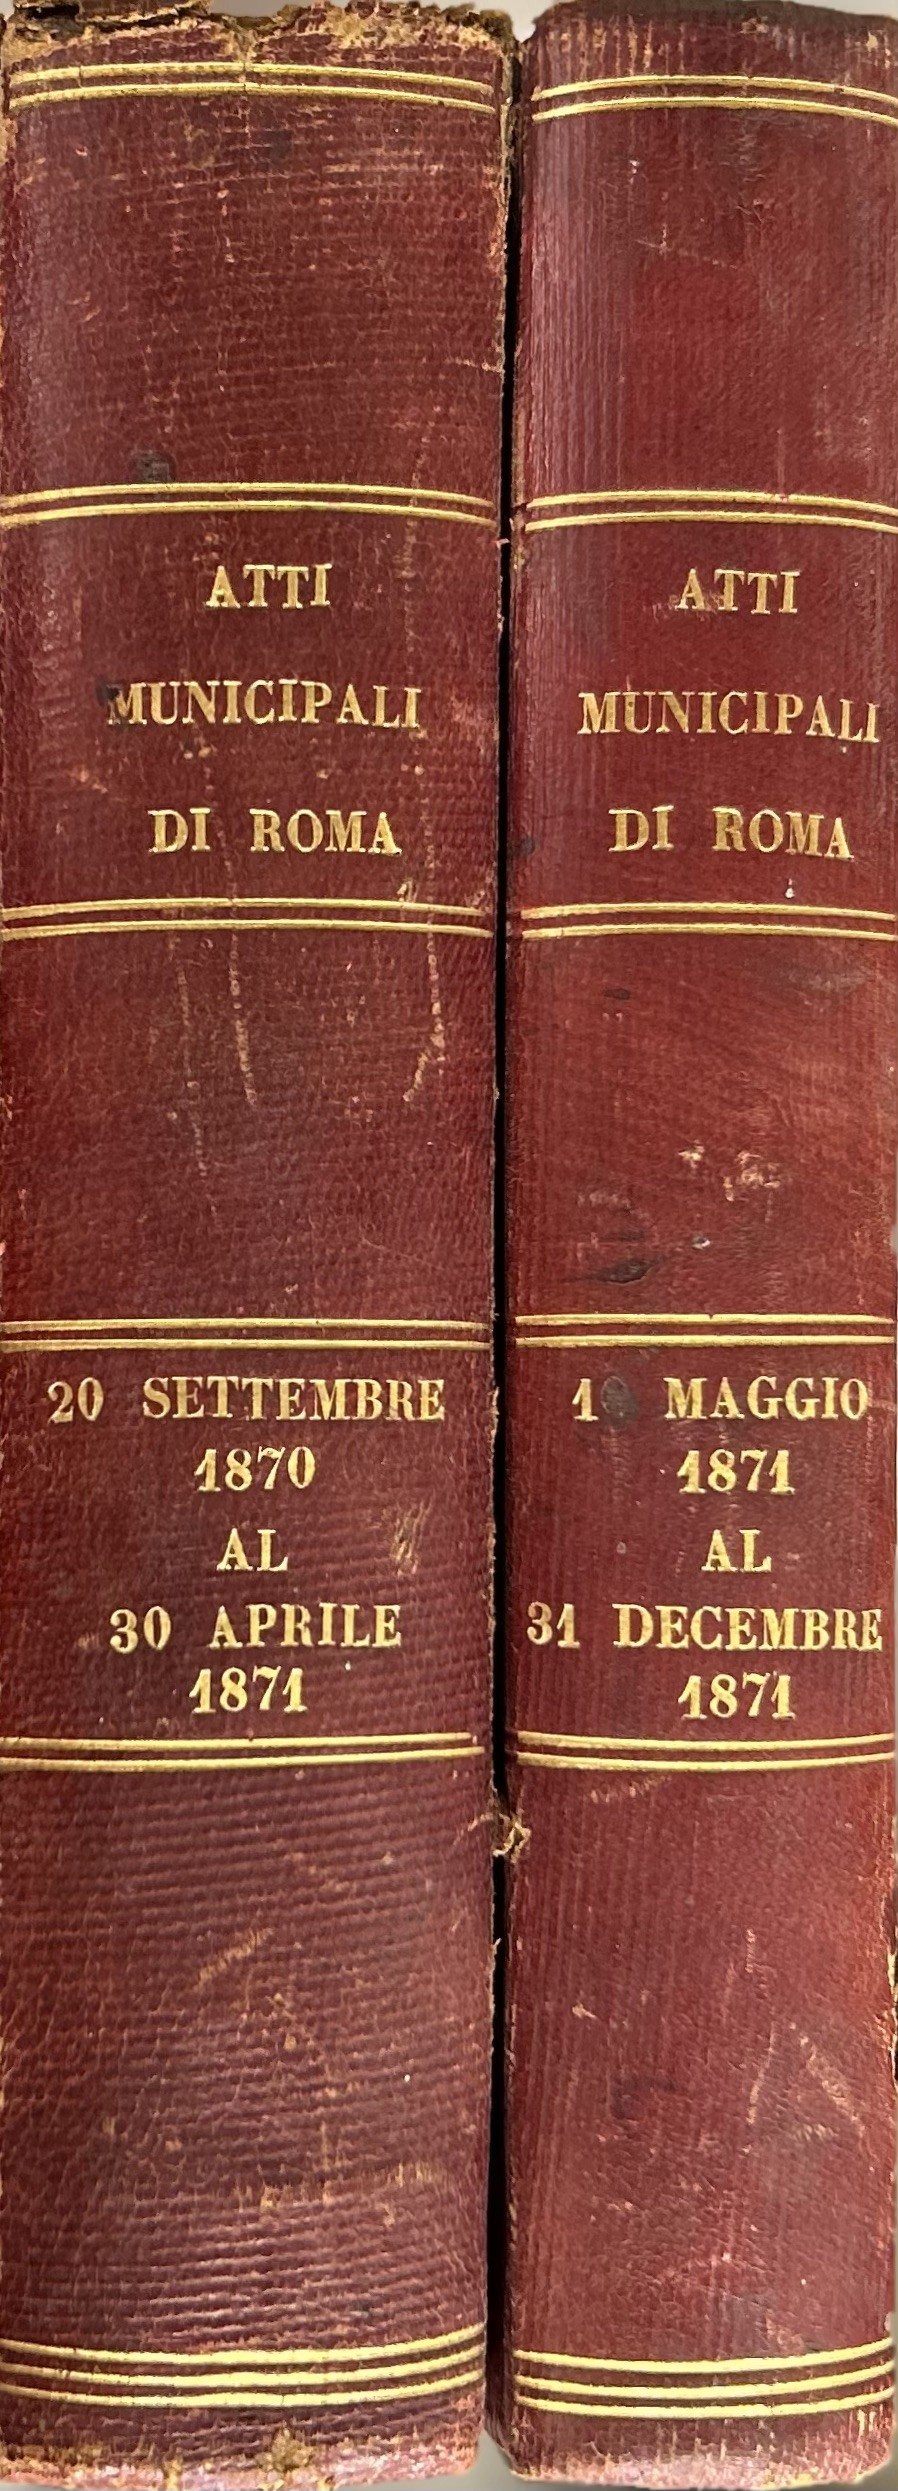 ATTI
MUNICIPALI
DI ROMA
20 SETTEMBRE
1870
AL
30 APRILE
1871
ATTI
MUNICIPALI
DI ROMA
1 MAGGIO
1871
AL
31 DECEMBRE
1871